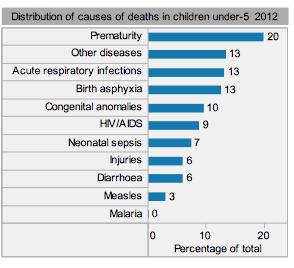 Distribution of causes of deaths in children under-5 2012
Prematurity 20
Other diseases 13
Acute respiratory infections 13
Birth asphyxia 13
Congenital anomalies 10
HIV/AIDS 9
Neonatal sepsis 7
Injuries 6
Diarrhoea 6
Measles 3
Malaria 0
0 10 20
Percentage of total